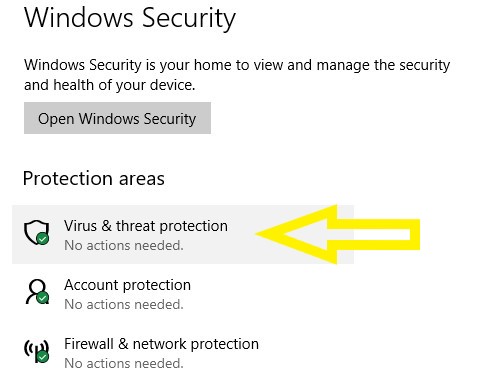 Windows Security
Windows Security is your home to view and manage the security
and health of your device.
Open Windows Security
Protection areas
Virus & threat protection
No actions needed.
Account protection
No actions needed.
Firewall & network protection
No actions needed.